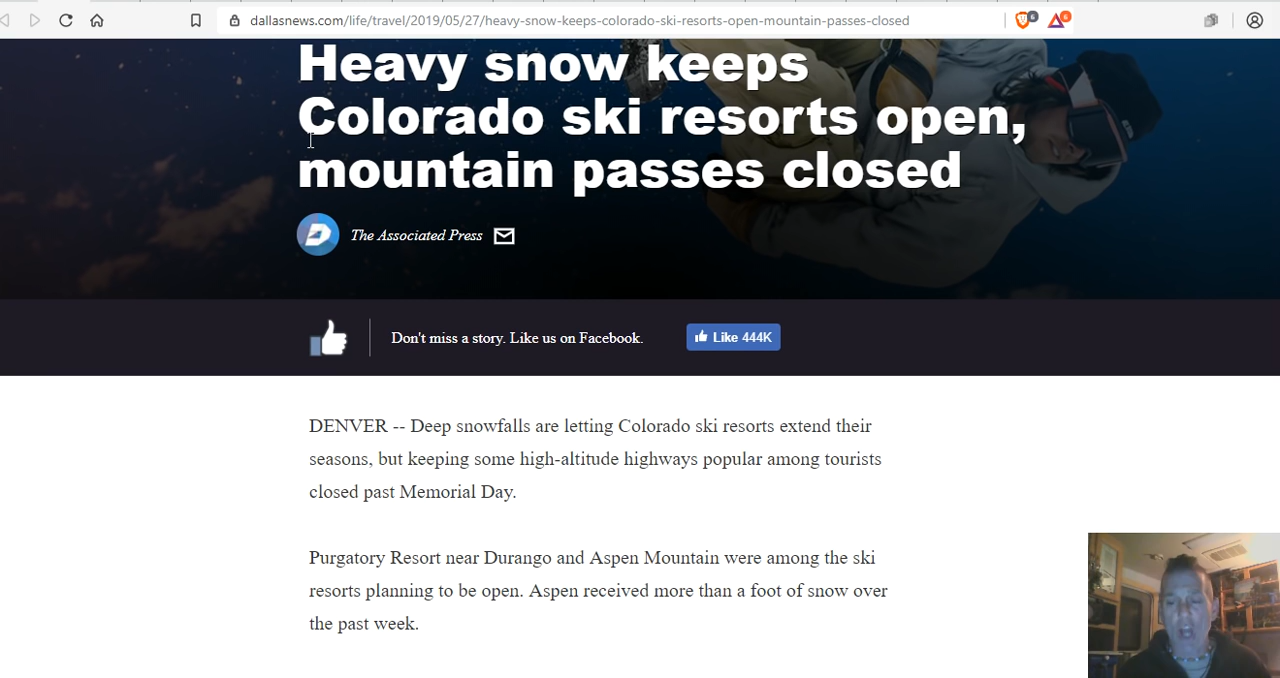 dallasnews.com/life/travel/2019/05/27/heavy-snow-keeps-colorado-ski-resorts-open-mountain-passes-closed
6
6
Heavy snow keeps
Colorado ski resorts open,
mountain passes closed
The Associated Press
Don't miss a story. Like us on Facebook.
Like 444K
DENVER -- Deep snowfalls are letting Colorado ski resorts extend their
seasons, but keeping some high-altitude highways popular among tourists
closed past Memorial Day.
Purgatory Resort near Durango and Aspen Mountain were among the ski
resorts planning to be open. Aspen received more than a foot of snow over
the past week.